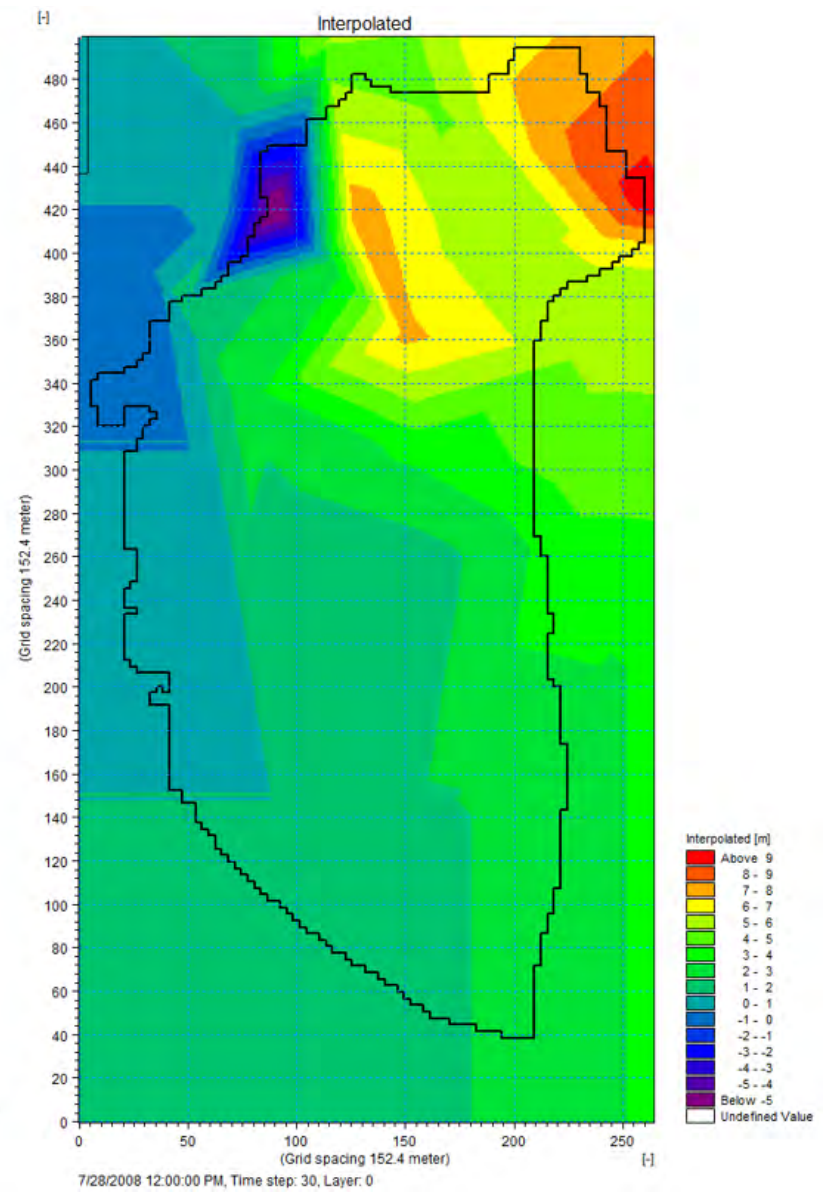 [-]
Interpolated
480
460
440
420
400
380
360
340
320
300
280
260
240
220
200
180
160
140
120
100
80
60
40
20
0
(Grid spacing 152.4 meter)
0 50 100 150 200 250
(Grid spacing 152.4 meter) [-]
7/28/2008 12:00:00 PM, Time step: 30, Layer: 0
Interpolated [m]
Above 9
8 - 9
7 - 8
6 - 7
5 - 6
4 - 5
3 - 4
2 - 3
1 - 2
0 - 1
-1 - 0
-2 - -1
-3 - -2
-4 - -3
-5 - -4
Below -5
Undefined Value